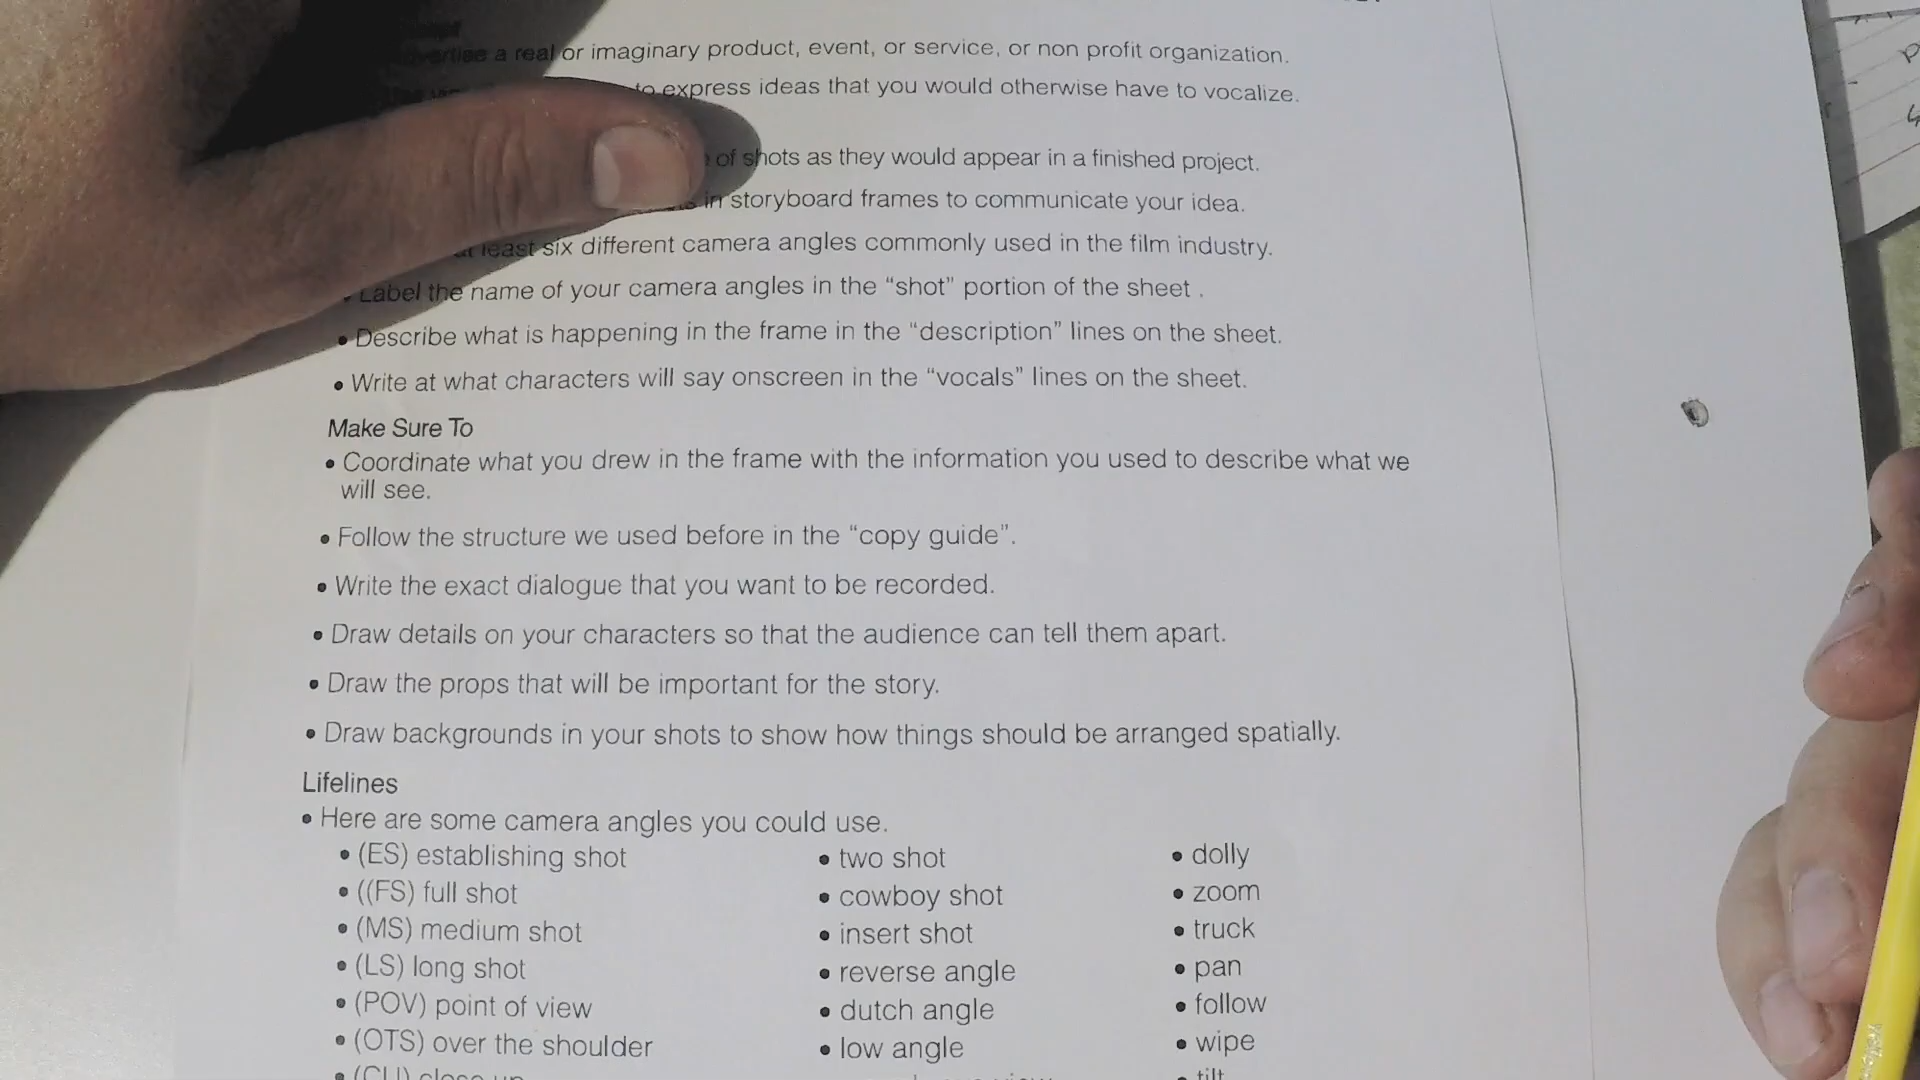 a real or imaginary product, event, or service, or non profit organization.
to express ideas that you would otherwise have to vocalize.
of shots as they would appear in a finished project.
in storyboard frames to communicate your idea.
at least six different camera angles commonly used in the film industry.
• Label the name of your camera angles in the “shot” portion of the sheet .
• Describe what is happening in the frame in the “description” lines on the sheet.
• Write at what characters will say onscreen in the “vocals” lines on the sheet.
Make Sure To
• Coordinate what you drew in the frame with the information you used to describe what we
will see.
• Follow the structure we used before in the “copy guide”.
• Write the exact dialogue that you want to be recorded.
• Draw details on your characters so that the audience can tell them apart.
• Draw the props that will be important for the story.
• Draw backgrounds in your shots to show how things should be arranged spatially.
Lifelines
• Here are some camera angles you could use.
• (ES) establishing shot
• ((FS) full shot
• (MS) medium shot
• (LS) long shot
• (POV) point of view
• (OTS) over the shoulder
• (CU) close up
• two shot
• cowboy shot
• insert shot
• reverse angle
• dutch angle
• low angle
• dolly
• zoom
• truck
• pan
• follow
• wipe
• tilt